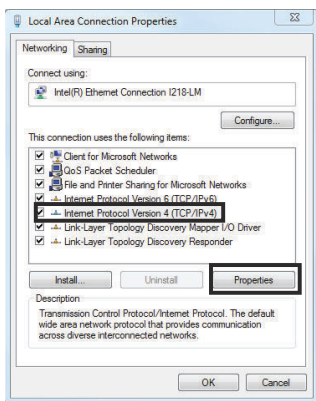 Local Area Connection Properties
Networking Sharing
Connect using:
Intel(R) Ethernet Connection I218-LM
Configure...
This connection uses the following items:
Client for Microsoft Networks
QoS Packet Scheduler
File and Printer Sharing for Microsoft Networks
Internet Protocol Version 6 (TCP/IPv6)
Internet Protocol Version 4 (TCP/IPv4)
Link-Layer Topology Discovery Mapper I/O Driver
Link-Layer Topology Discovery Responder
Install... Uninstall Properties
Description
Transmission Control Protocol/Internet Protocol. The default
wide area network protocol that provides communication
across diverse interconnected networks.
OK Cancel